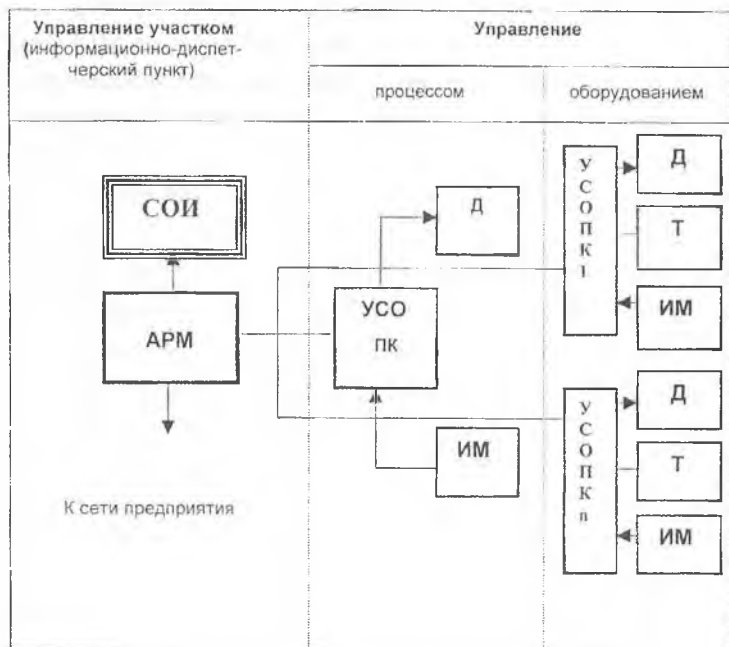 Управление участком
(информационно-диспет-
черский пункт)
Управление
процессом
оборудованием
СОИ
АРМ
К сети предприятия
Д
УСО
ПК
ИМ
У
С
О
П
К
1
Д
Т
ИМ
У
С
О
П
К
n
Д
Т
ИМ